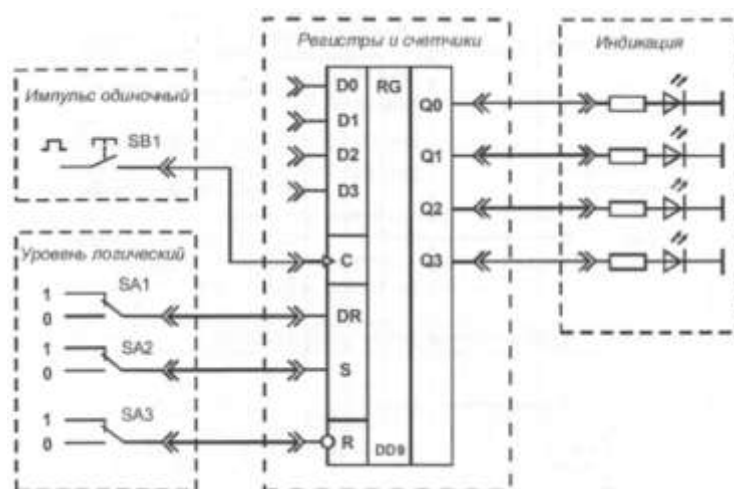 Регистры и счетчики
Индикация
Импульс одиночный
SB1
D0
D1
D2
D3
C
DR
S
R
RG
DD9
Q0
Q1
Q2
Q3
Уровень логический
SA1
1
0
SA2
1
0
SA3
1
0